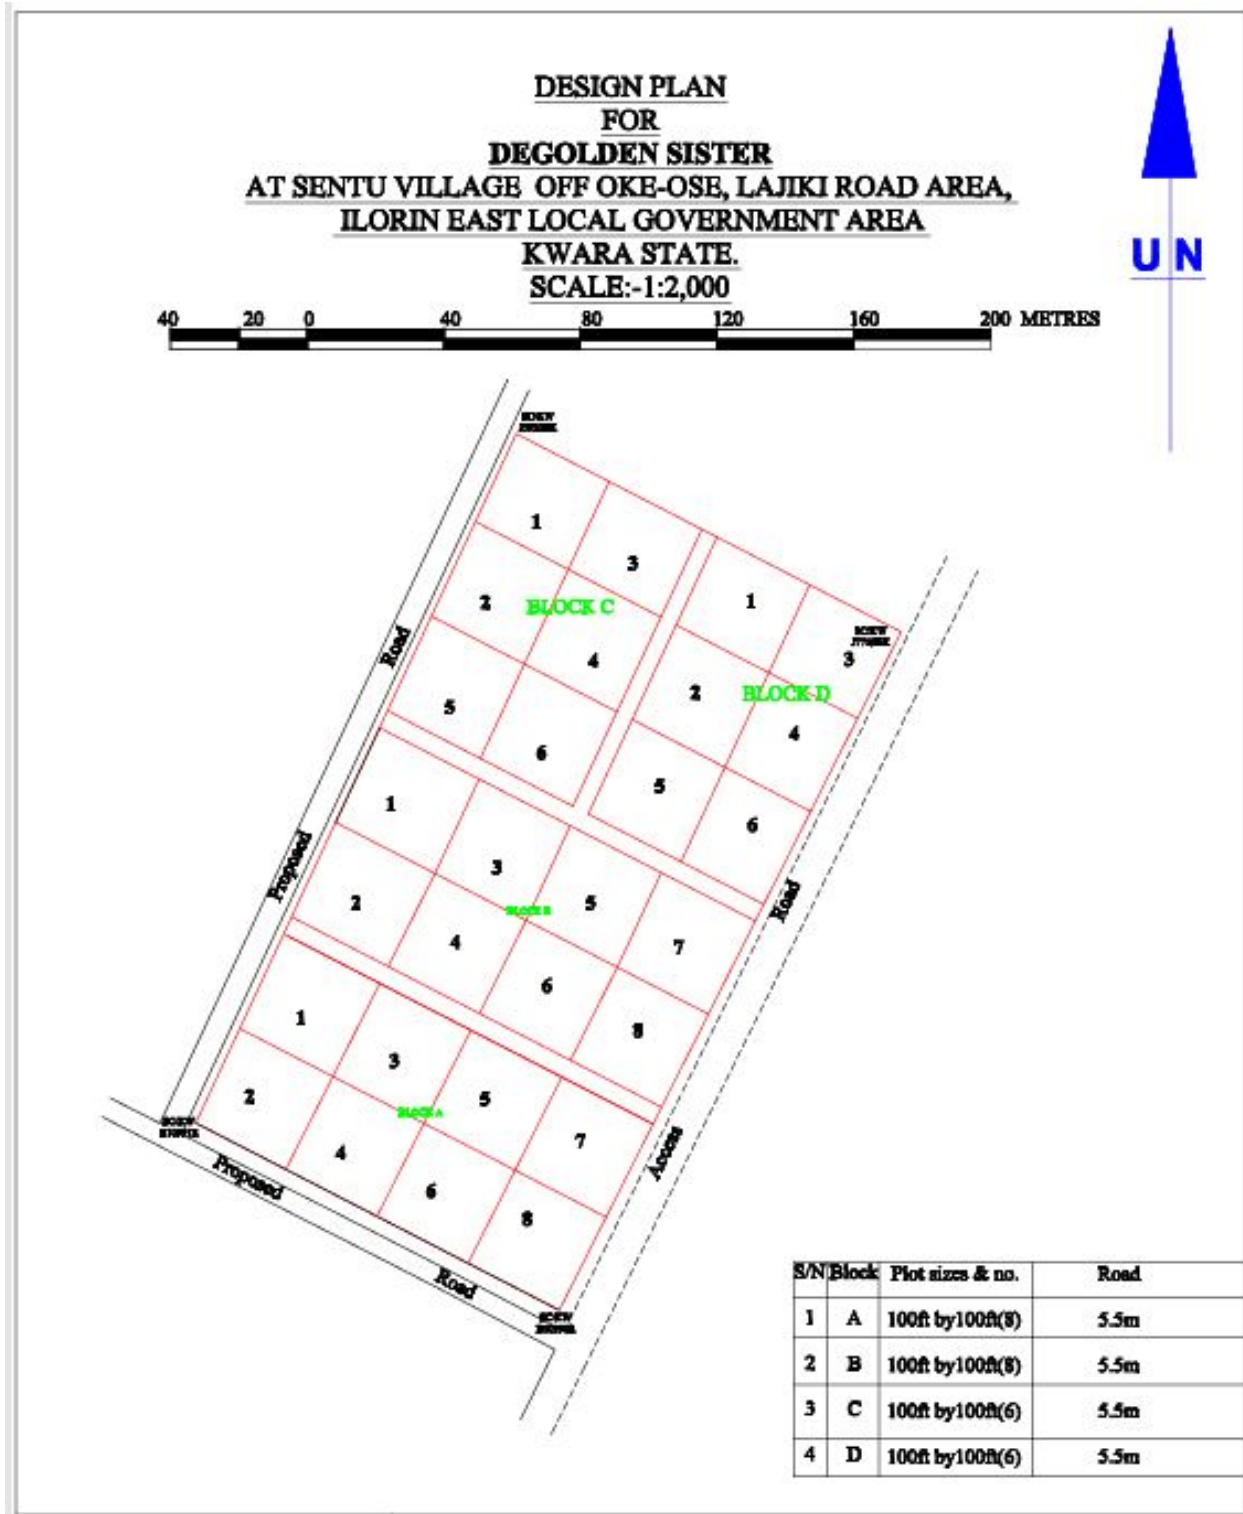 DESIGN PLAN
FOR
DEGOLDEN SISTER
AT SENTU VILLAGE OFF OKE-OSE, LAJIKI ROAD AREA,
ILORIN EAST LOCAL GOVERNMENT AREA
KWARA STATE.
SCALE:-1:2,000
U N
40 20 0 40 80 120 160 200 METRES
1
3
2
BLOCK C
4
5
6
1
3
2
BLOCK D
4
5
6
Proposed Road
1
3
5
7
BLOCK B
2
4
6
8
Access Road
1
3
5
7
BLOCK A
2
4
6
8
Proposed Road
S/N Block Plot sizes & no. Road
1 A 100ft by100ft(8) 5.5m
2 B 100ft by100ft(8) 5.5m
3 C 100ft by100ft(6) 5.5m
4 D 100ft by100ft(6) 5.5m